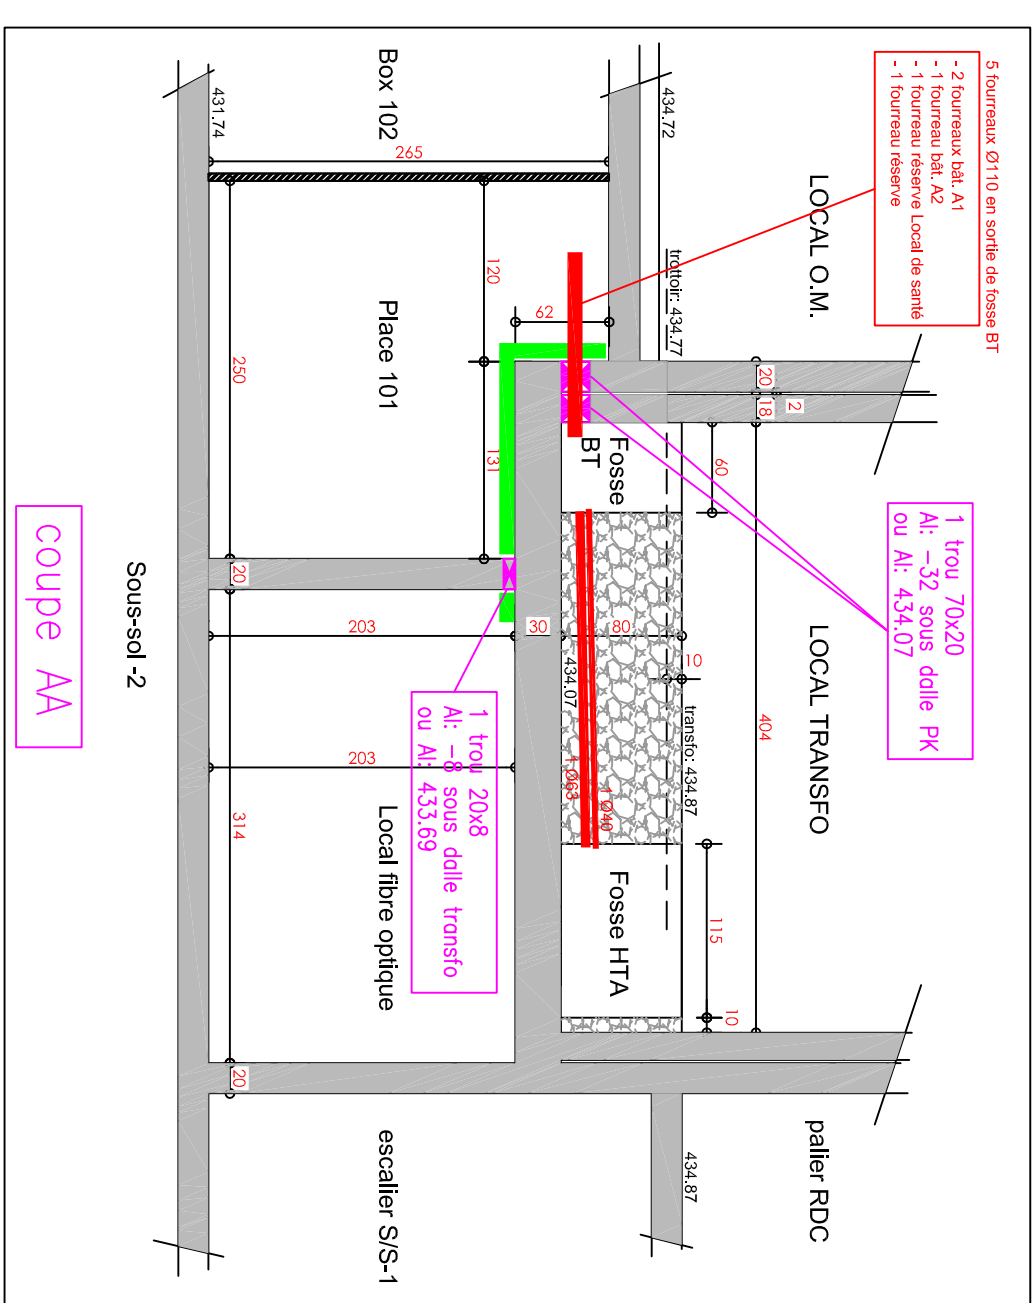 5 fourreaux Ø110 en sortie de fosse BT
- 2 fourreaux bât. A1
- 1 fourreau bât. A2
- 1 fourreau réserve Local de santé
- 1 fourreau réserve
LOCAL O.M.
434.72
trottoir: 434.77
20
2
18
60
404
1 trou 70x20
Al: -32 sous dalle PK
ou Al: 434.07
LOCAL TRANSFO
palier RDC
434.87
transfo: 434.87
10
115
10
Fosse
BT
Fosse HTA
80
30
434.07
1 Ø40
1 Ø63
Box 102
431.74
265
62
120
131
Place 101
250
20
203
203
314
20
1 trou 20x8
Al: -8 sous dalle transfo
ou Al: 433.69
Local fibre optique
escalier S/S-1
Sous-sol -2
COUPE AA